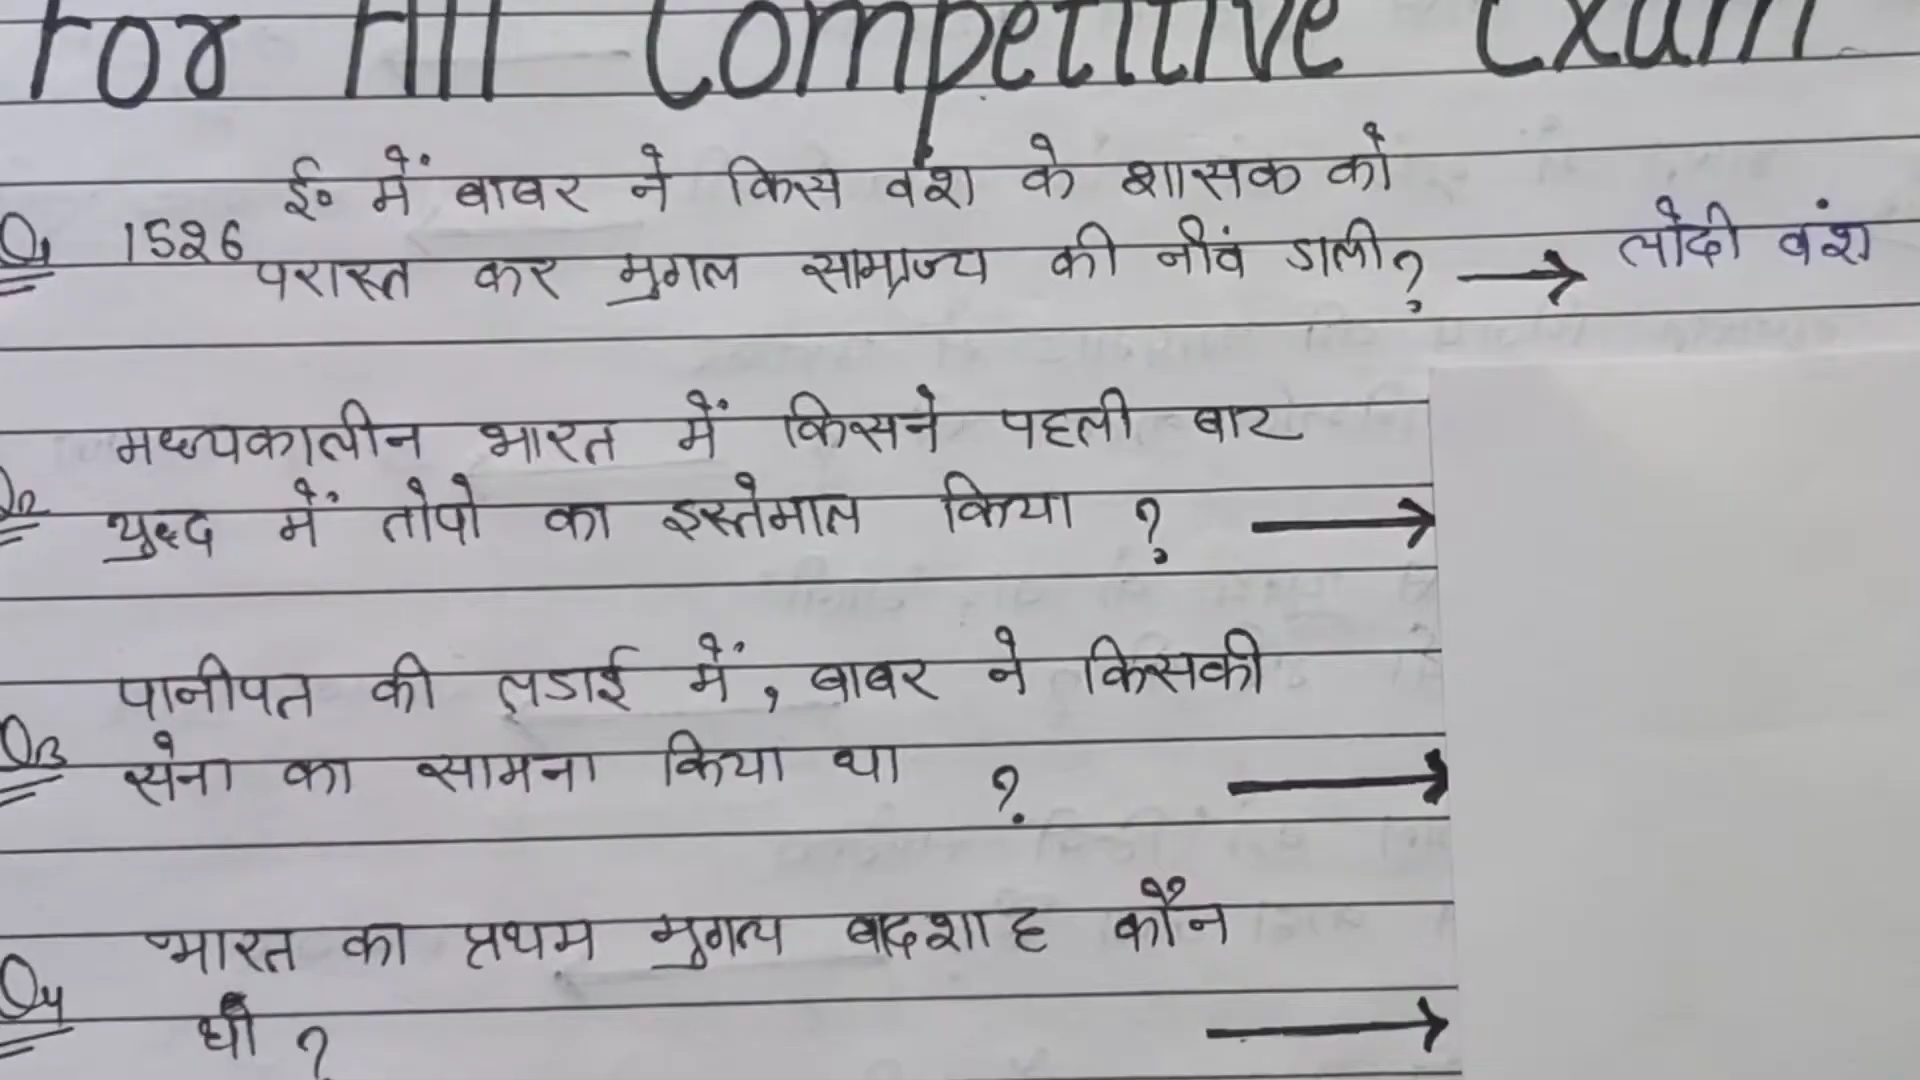 For All Competitive Exam
ई० में बाबर ने किस वंश के शासक को
Q1 1526 परास्त कर मुगल साम्राज्य की नीवं डाली? → लोदी वंश
मध्यकालीन भारत में किसने पहली बार
Q2 युद्द में तोपो का इस्तेमाल किया ? →
पानीपत की लडाई में, बाबर ने किसकी
Q3 सेना का सामना किया था ? →
भारत का प्रथम मुगल बादशाह कौन
Q4 थी ? →